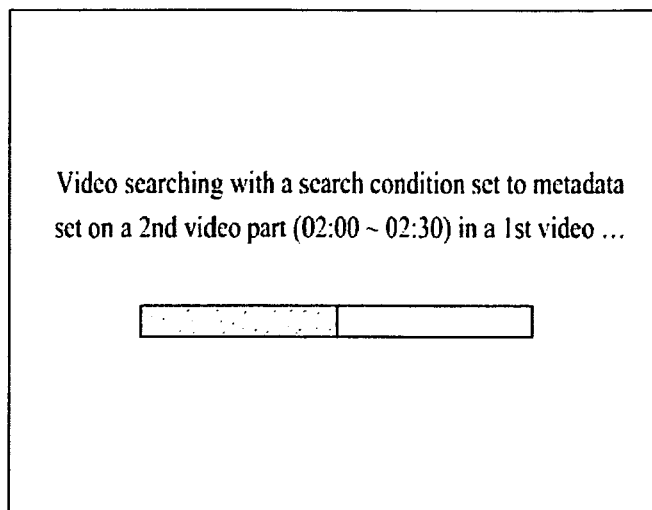 Video searching with a search condition set to metadata
set on a 2nd video part (02:00 ~ 02:30) in a 1st video ...